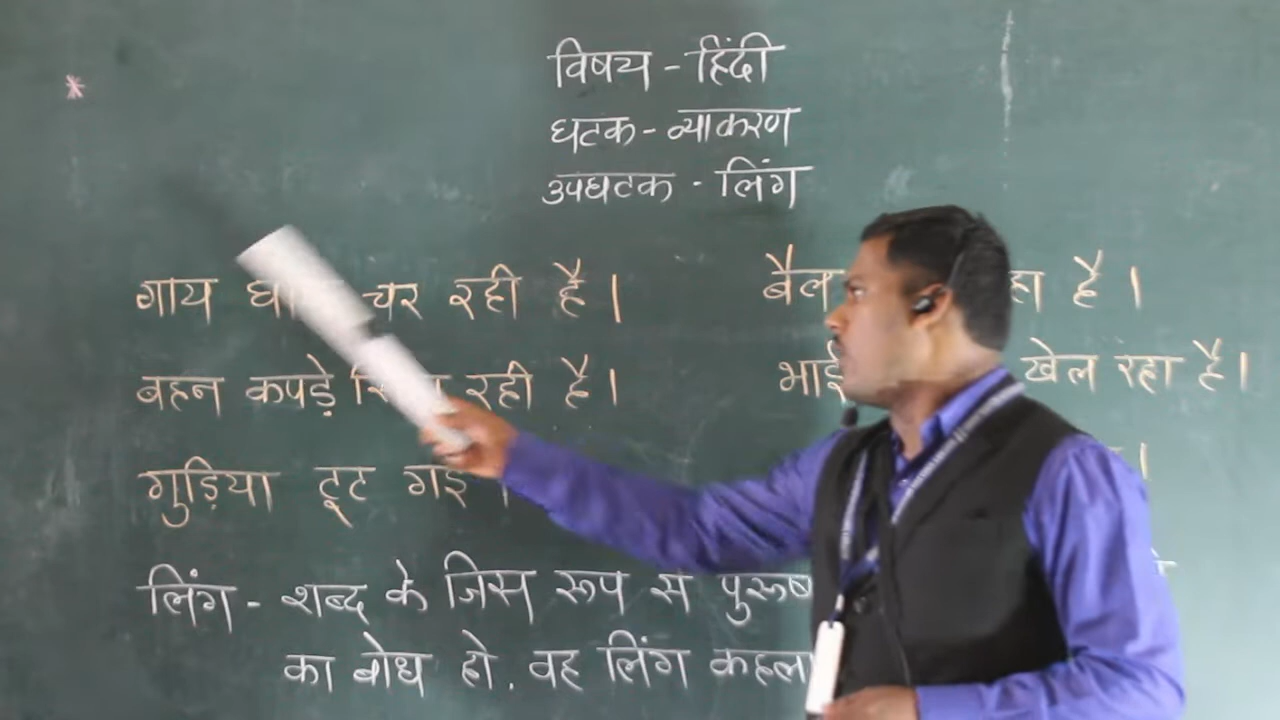 विषय - हिंदी
घटक - व्याकरण
उपघटक - लिंग
गाय चर रही है। बैल है।
बहन कपड़े रही है। भाई खेल रहा है।
गुड़िया टूट गई ।
लिंग - शब्द के जिस रूप से
का बोध हो. वह लिंग